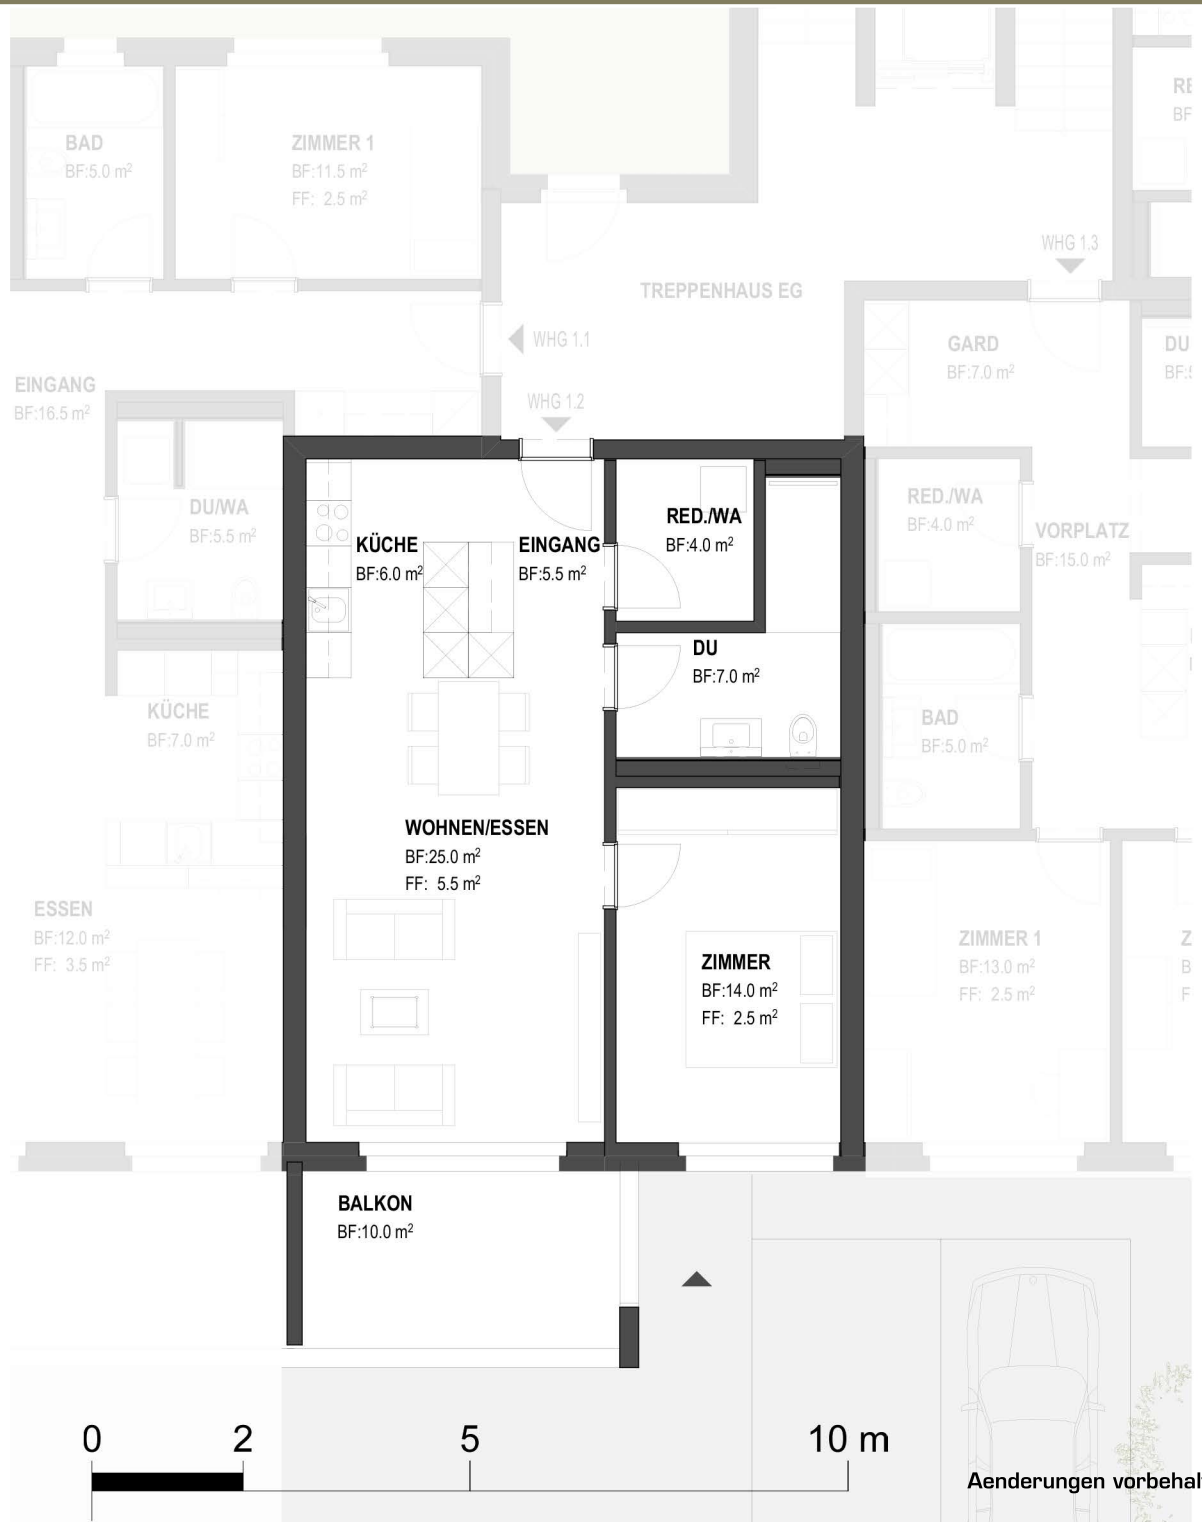 BAD
BF:5.0 m²
ZIMMER 1
BF:11.5 m²
FF: 2.5 m²
RE
BF
WHG 1.3
TREPPENHAUS EG
WHG 1.1
GARD
BF:7.0 m²
DU
EINGANG
BF:16.5 m²
WHG 1.2
DU/WA
BF:5.5 m²
KÜCHE
BF:6.0 m²
EINGANG
BF:5.5 m²
RED./WA
BF:4.0 m²
RED./WA
BF:4.0 m²
VORPLATZ
BF:15.0 m²
DU
BF:7.0 m²
KÜCHE
BF:7.0 m²
BAD
BF:5.0 m²
WOHNEN/ESSEN
BF:25.0 m²
FF: 5.5 m²
ESSEN
BF:12.0 m²
FF: 3.5 m²
ZIMMER
BF:14.0 m²
FF: 2.5 m²
ZIMMER 1
BF:13.0 m²
FF: 2.5 m²
Z
B
F
BALKON
BF:10.0 m²
0 2 5 10 m
Aenderungen vorbehal